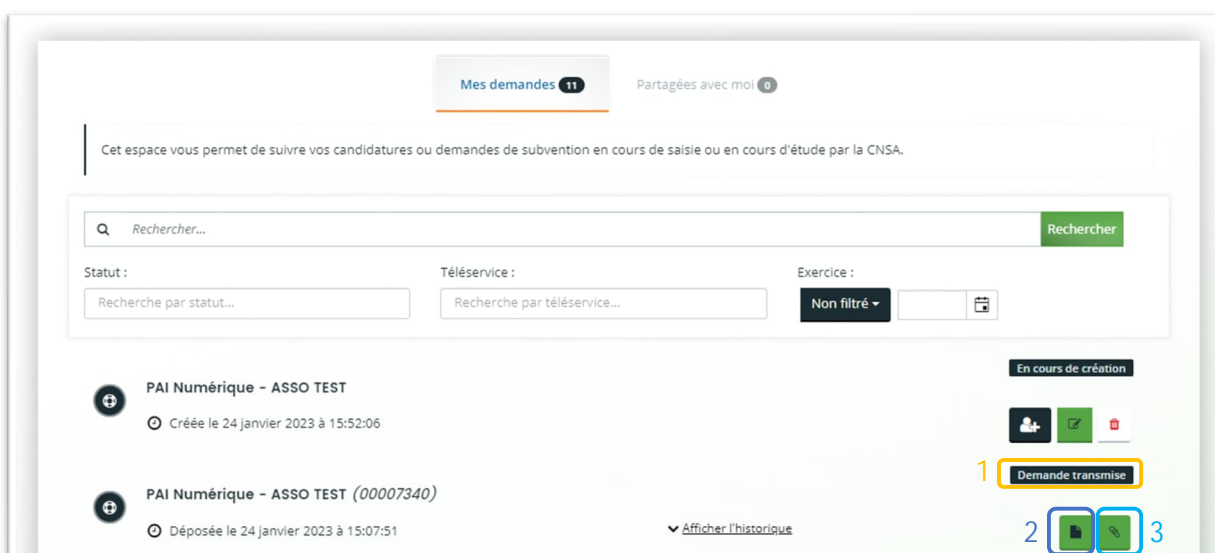 Mes demandes 11 Partagées avec moi 0
Cet espace vous permet de suivre vos candidatures ou demandes de subvention en cours de saisie ou en cours d'étude par la CNSA.
Rechercher... Rechercher
Statut : Téléservice : Exercice :
Recherche par statut... Recherche par téléservice... Non filtré
En cours de création
PAI Numérique - ASSO TEST
Créée le 24 janvier 2023 à 15:52:06
1 Demande transmise
PAI Numérique - ASSO TEST (00007340)
Déposée le 24 janvier 2023 à 15:07:51 Afficher l'historique 2 3